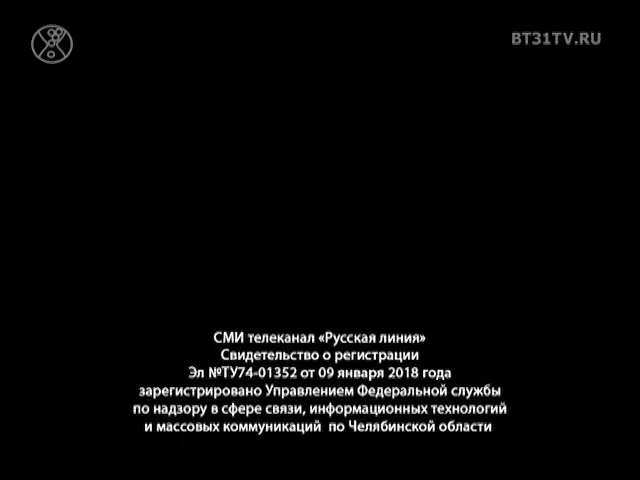 BT31TV.RU
СМИ телеканал «Русская линия»
Свидетельство о регистрации
Эл №ТУ74-01352 от 09 января 2018 года
зарегистрировано Управлением Федеральной службы
по надзору в сфере связи, информационных технологий
и массовых коммуникаций по Челябинской области